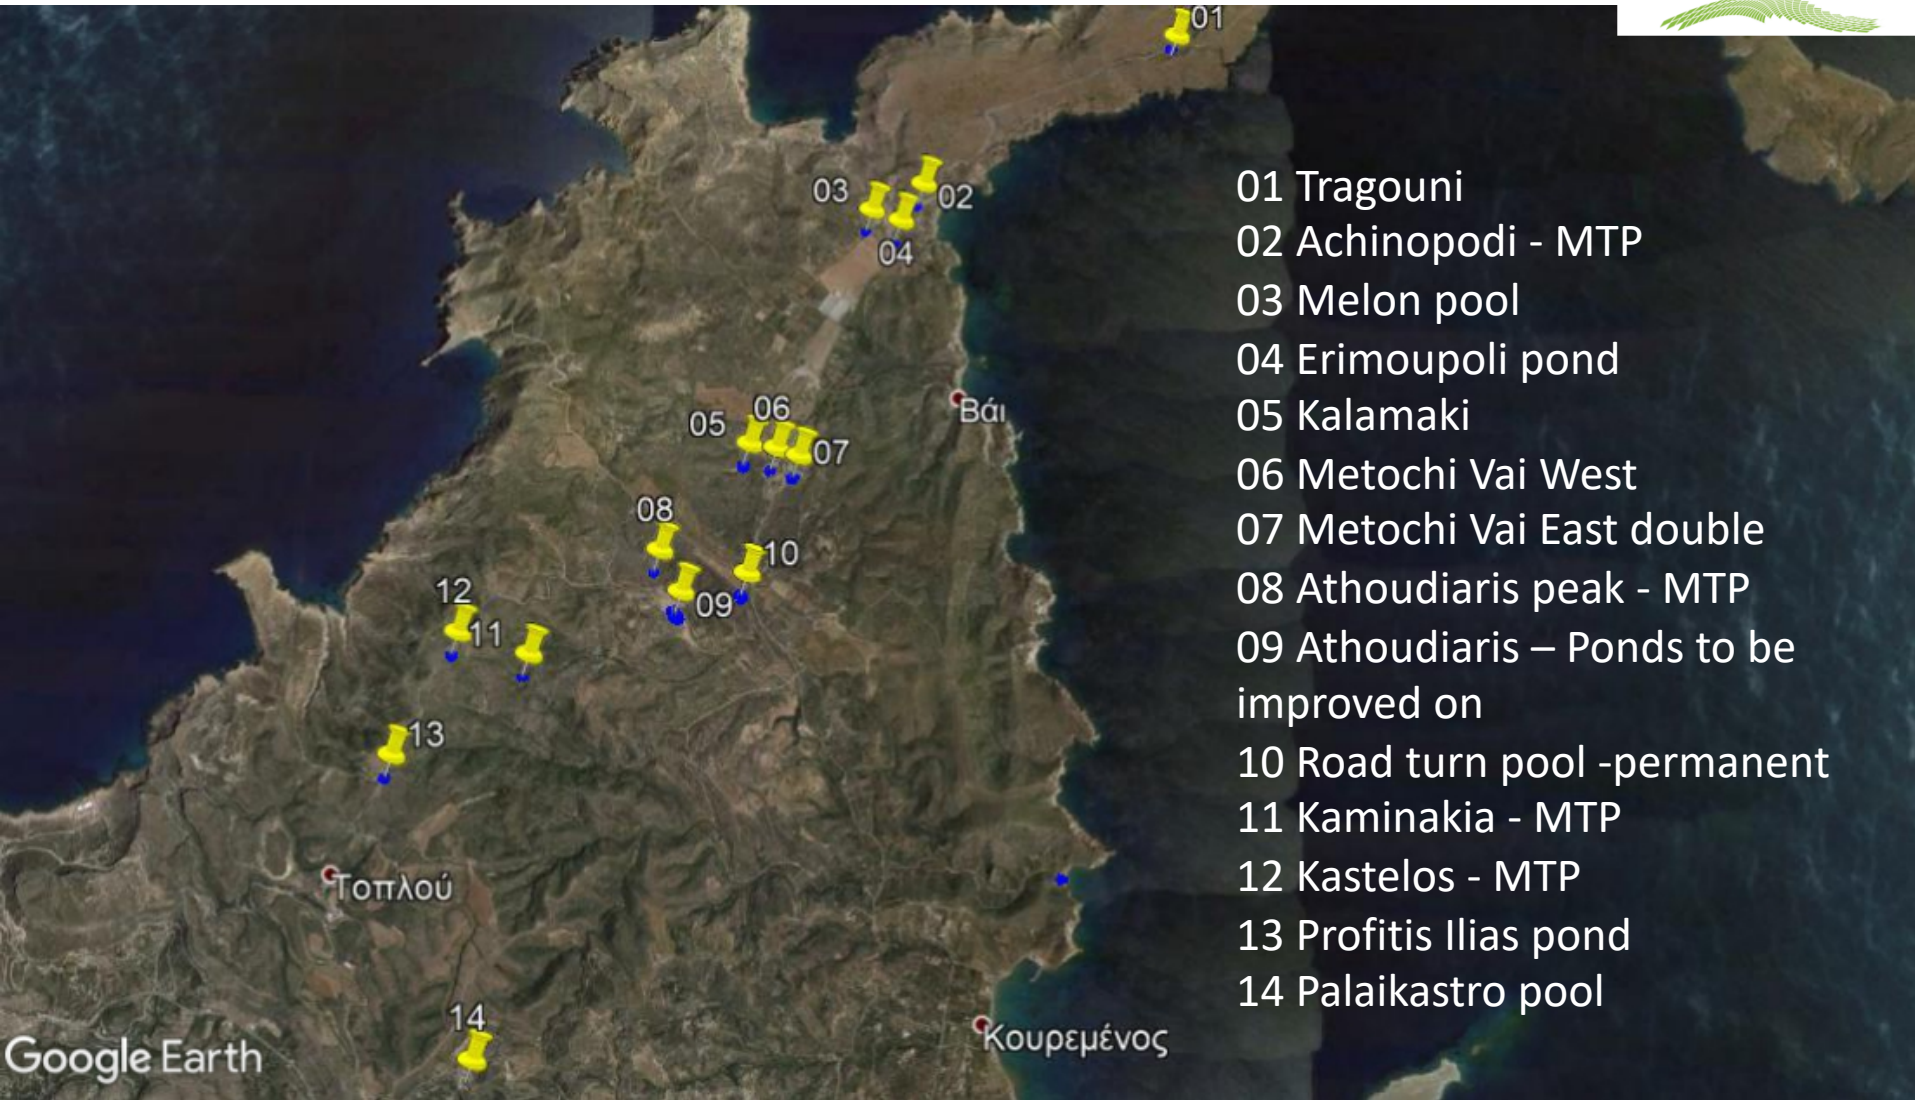 01
03
02
04
06
05
07
Βάι
08
10
12
09
11
13
Τοπλού
14
Κουρεμένος
Google Earth
01 Tragouni
02 Achinopodi - MTP
03 Melon pool
04 Erimoupoli pond
05 Kalamaki
06 Metochi Vai West
07 Metochi Vai East double
08 Athoudiaris peak - MTP
09 Athoudiaris – Ponds to be
improved on
10 Road turn pool -permanent
11 Kaminakia - MTP
12 Kastelos - MTP
13 Profitis Ilias pond
14 Palaikastro pool